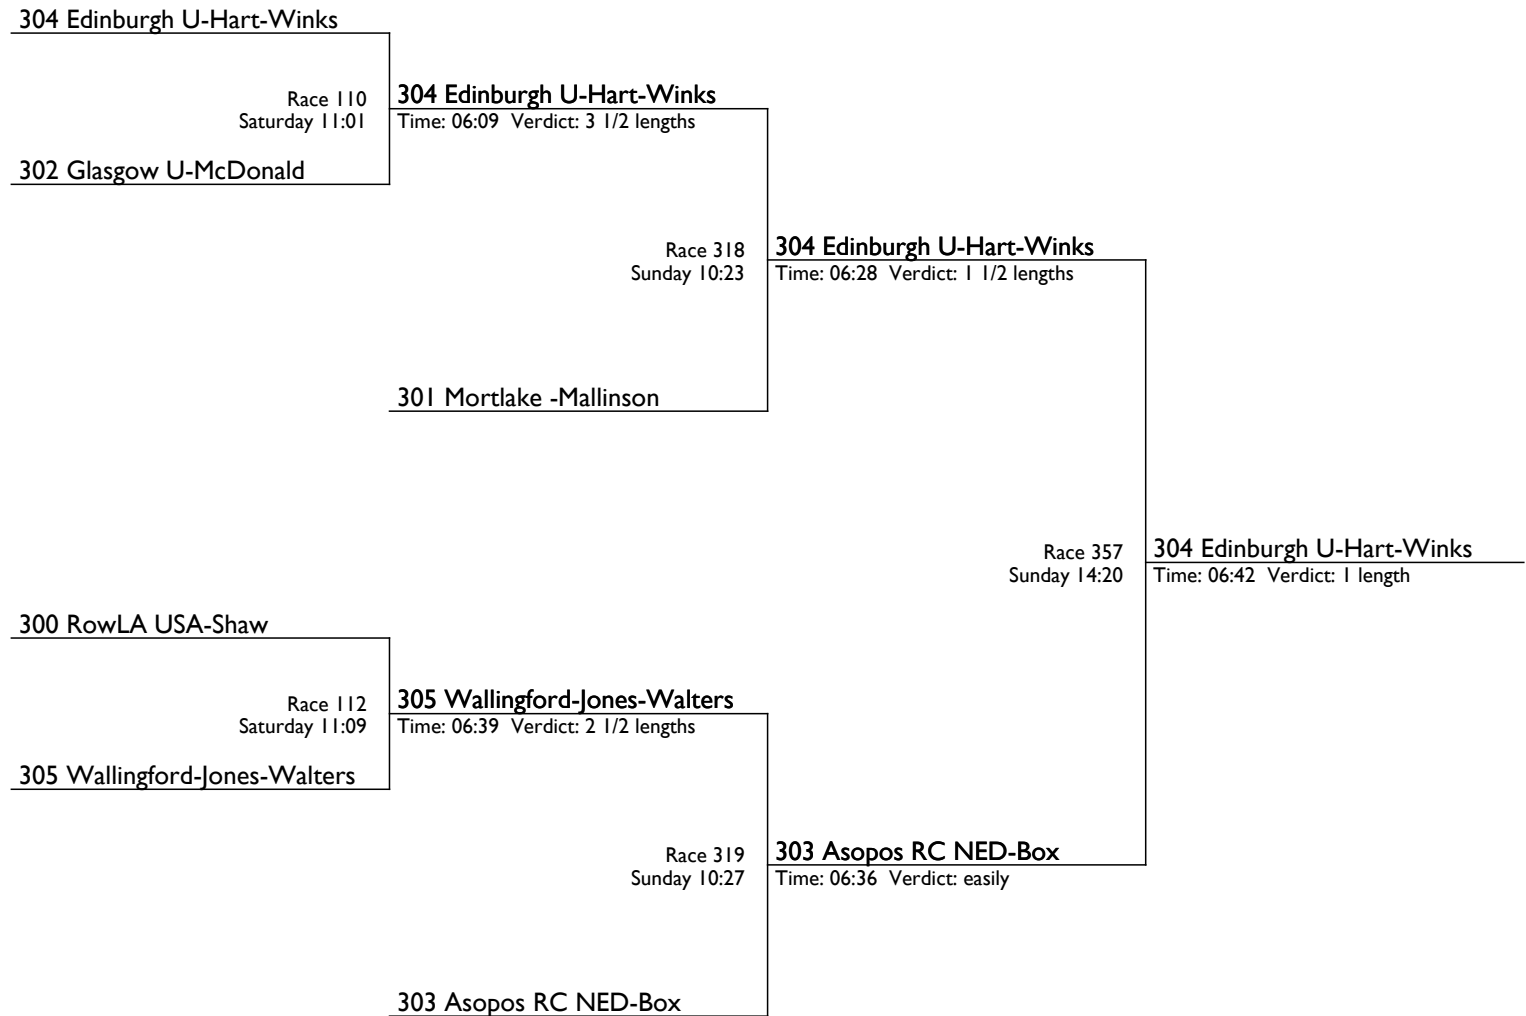 304 Edinburgh U-Hart-Winks
Race 110
Saturday 11:01
304 Edinburgh U-Hart-Winks
Time: 06:09 Verdict: 3 1/2 lengths
302 Glasgow U-McDonald
Race 318
Sunday 10:23
304 Edinburgh U-Hart-Winks
Time: 06:28 Verdict: 1 1/2 lengths
301 Mortlake -Mallinson
Race 357
Sunday 14:20
304 Edinburgh U-Hart-Winks
Time: 06:42 Verdict: 1 length
300 RowLA USA-Shaw
Race 112
Saturday 11:09
305 Wallingford-Jones-Walters
Time: 06:39 Verdict: 2 1/2 lengths
305 Wallingford-Jones-Walters
Race 319
Sunday 10:27
303 Asopos RC NED-Box
Time: 06:36 Verdict: easily
303 Asopos RC NED-Box